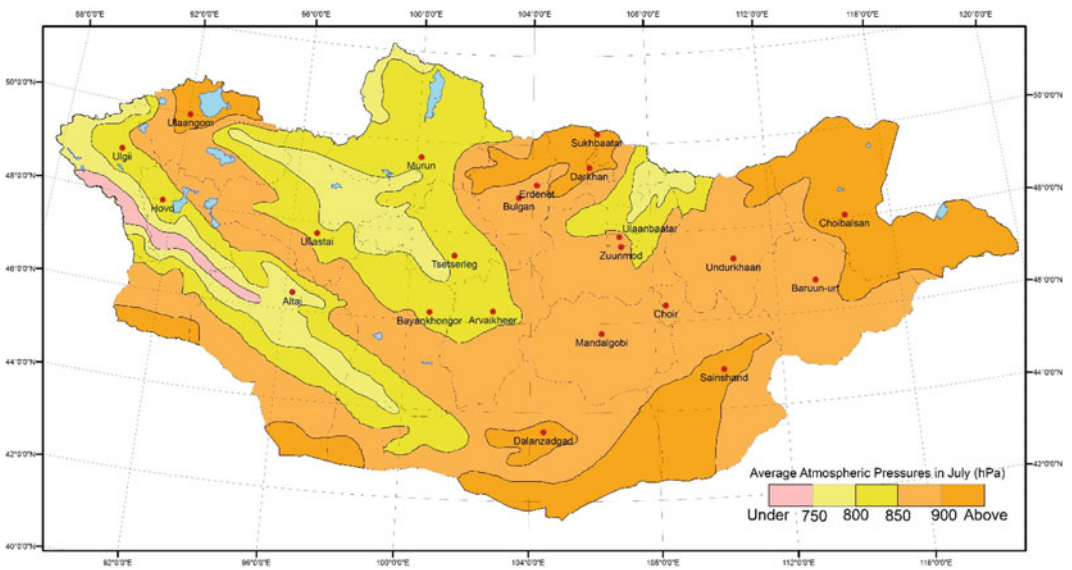 88°0'0"E 92°0'0"E 96°0'0"E 100°0'0"E 104°0'0"E 108°0'0"E 112°0'0"E 116°0'0"E 120°0'0"E
50°0'0"N 50°0'0"N
Ulaangom
Sukhbaatar
Ulgii
Murun
Darkhan
48°0'0"N 48°0'0"N
Erdenet
Hovd
Bulgan
Choibalsan
Uliastai
Ulaanbaatar
Zuunmod
Tsetserleg
Undurkhaan
46°0'0"N 46°0'0"N
Baruun-urt
Altaj
Bayankhongor Arvaikheer
Choir
Mandalgobi
44°0'0"N 44°0'0"N
Sainshand
Dalanzadgad
42°0'0"N 42°0'0"N
Average Atmospheric Pressures in July (hPa)
Under 750 800 850 900 Above
40°0'0"N
92°0'0"E 96°0'0"E 100°0'0"E 104°0'0"E 108°0'0"E 112°0'0"E 116°0'0"E